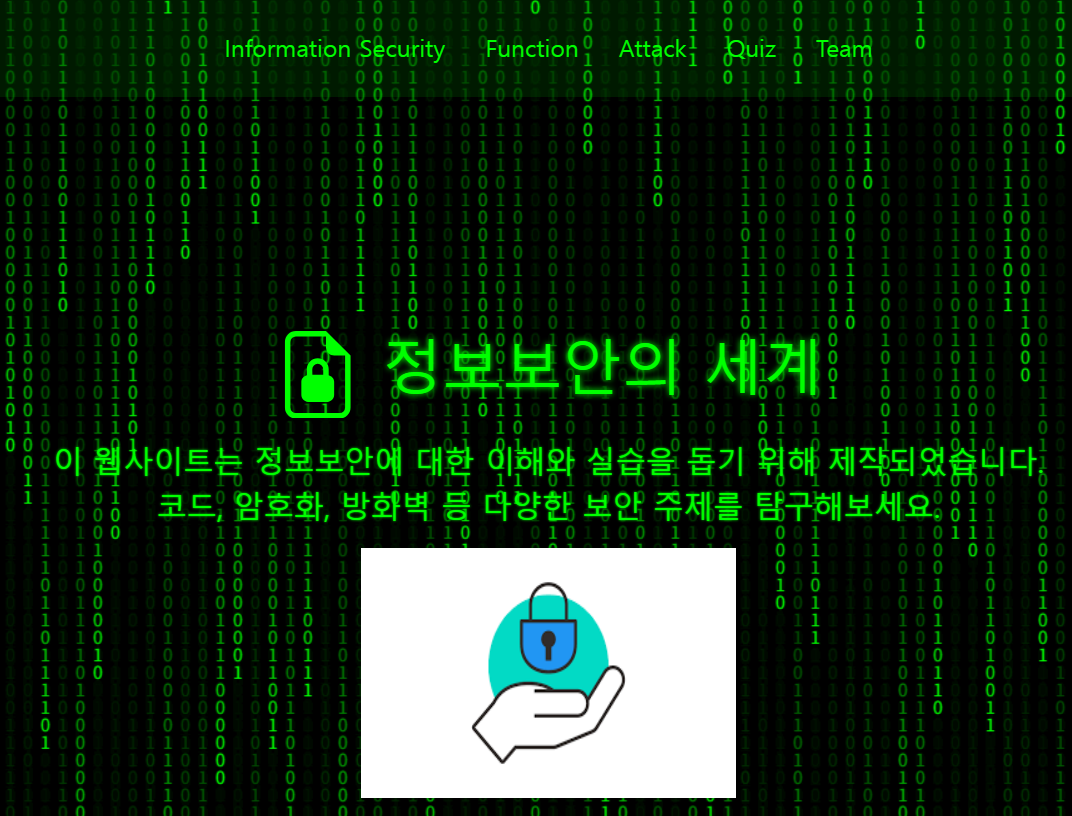 Information Security Function Attack Quiz Team
정보보안의 세계
이 웹사이트는 정보보안에 대한 이해와 실습을 돕기 위해 제작되었습니다.
코드, 암호화, 방화벽 등 다양한 보안 주제를 탐구해보세요.